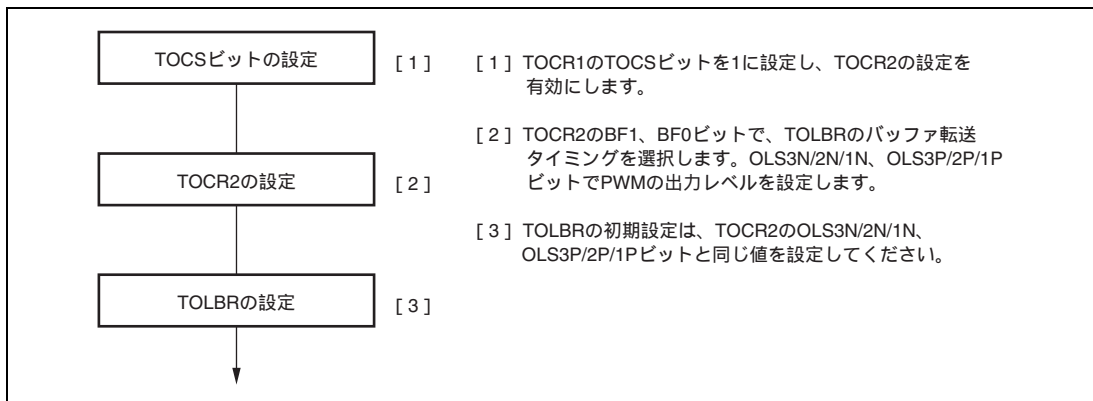 TOCSビットの設定
[ 1 ]
TOCR2の設定
[ 2 ]
TOLBRの設定
[ 3 ]
[ 1 ] TOCR1のTOCSビットを1に設定し、TOCR2の設定を
有効にします。
[ 2 ] TOCR2のBF1、BF0ビットで、TOLBRのバッファ転送
タイミングを選択します。OLS3N/2N/1N、OLS3P/2P/1P
ビットでPWMの出力レベルを設定します。
[ 3 ] TOLBRの初期設定は、TOCR2のOLS3N/2N/1N、
OLS3P/2P/1Pビットと同じ値を設定してください。